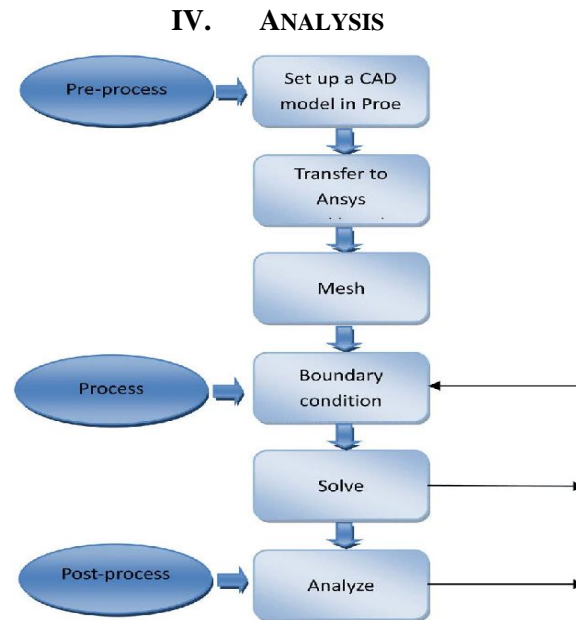 IV. ANALYSIS
Pre-process
Set up a CAD
model in Proe
Transfer to
Ansys
Mesh
Process
Boundary
condition
Solve
Post-process
Analyze